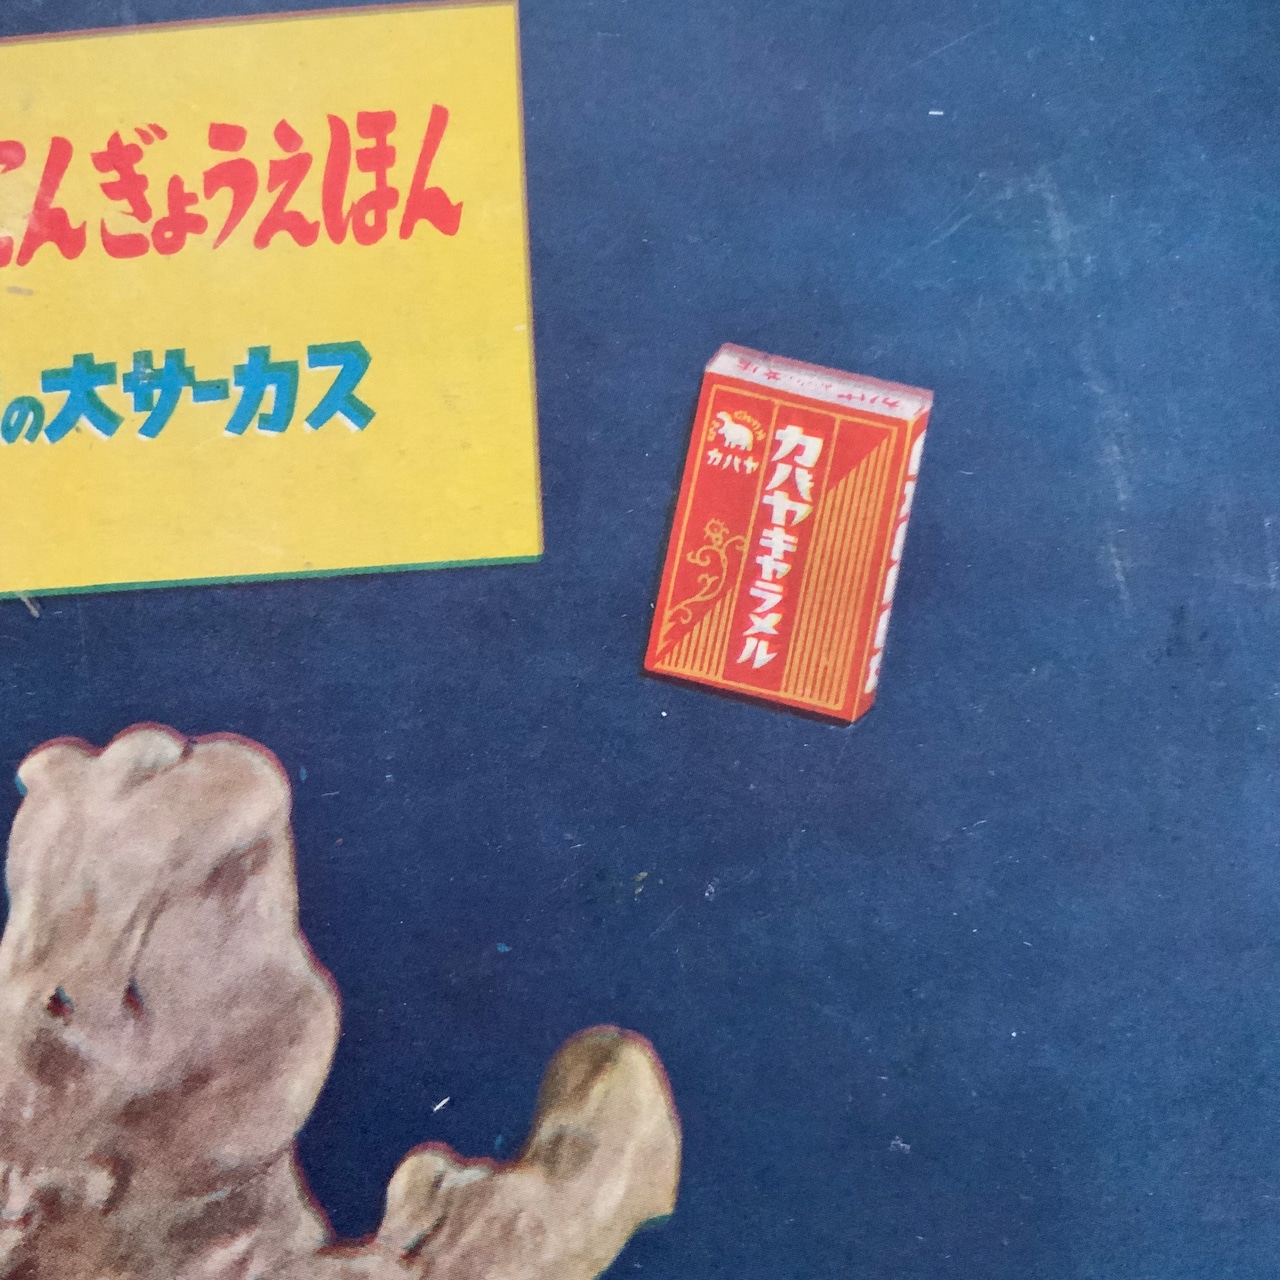 にんぎょうえほん
の大サーカス
カバヤ
カバヤキャラメル